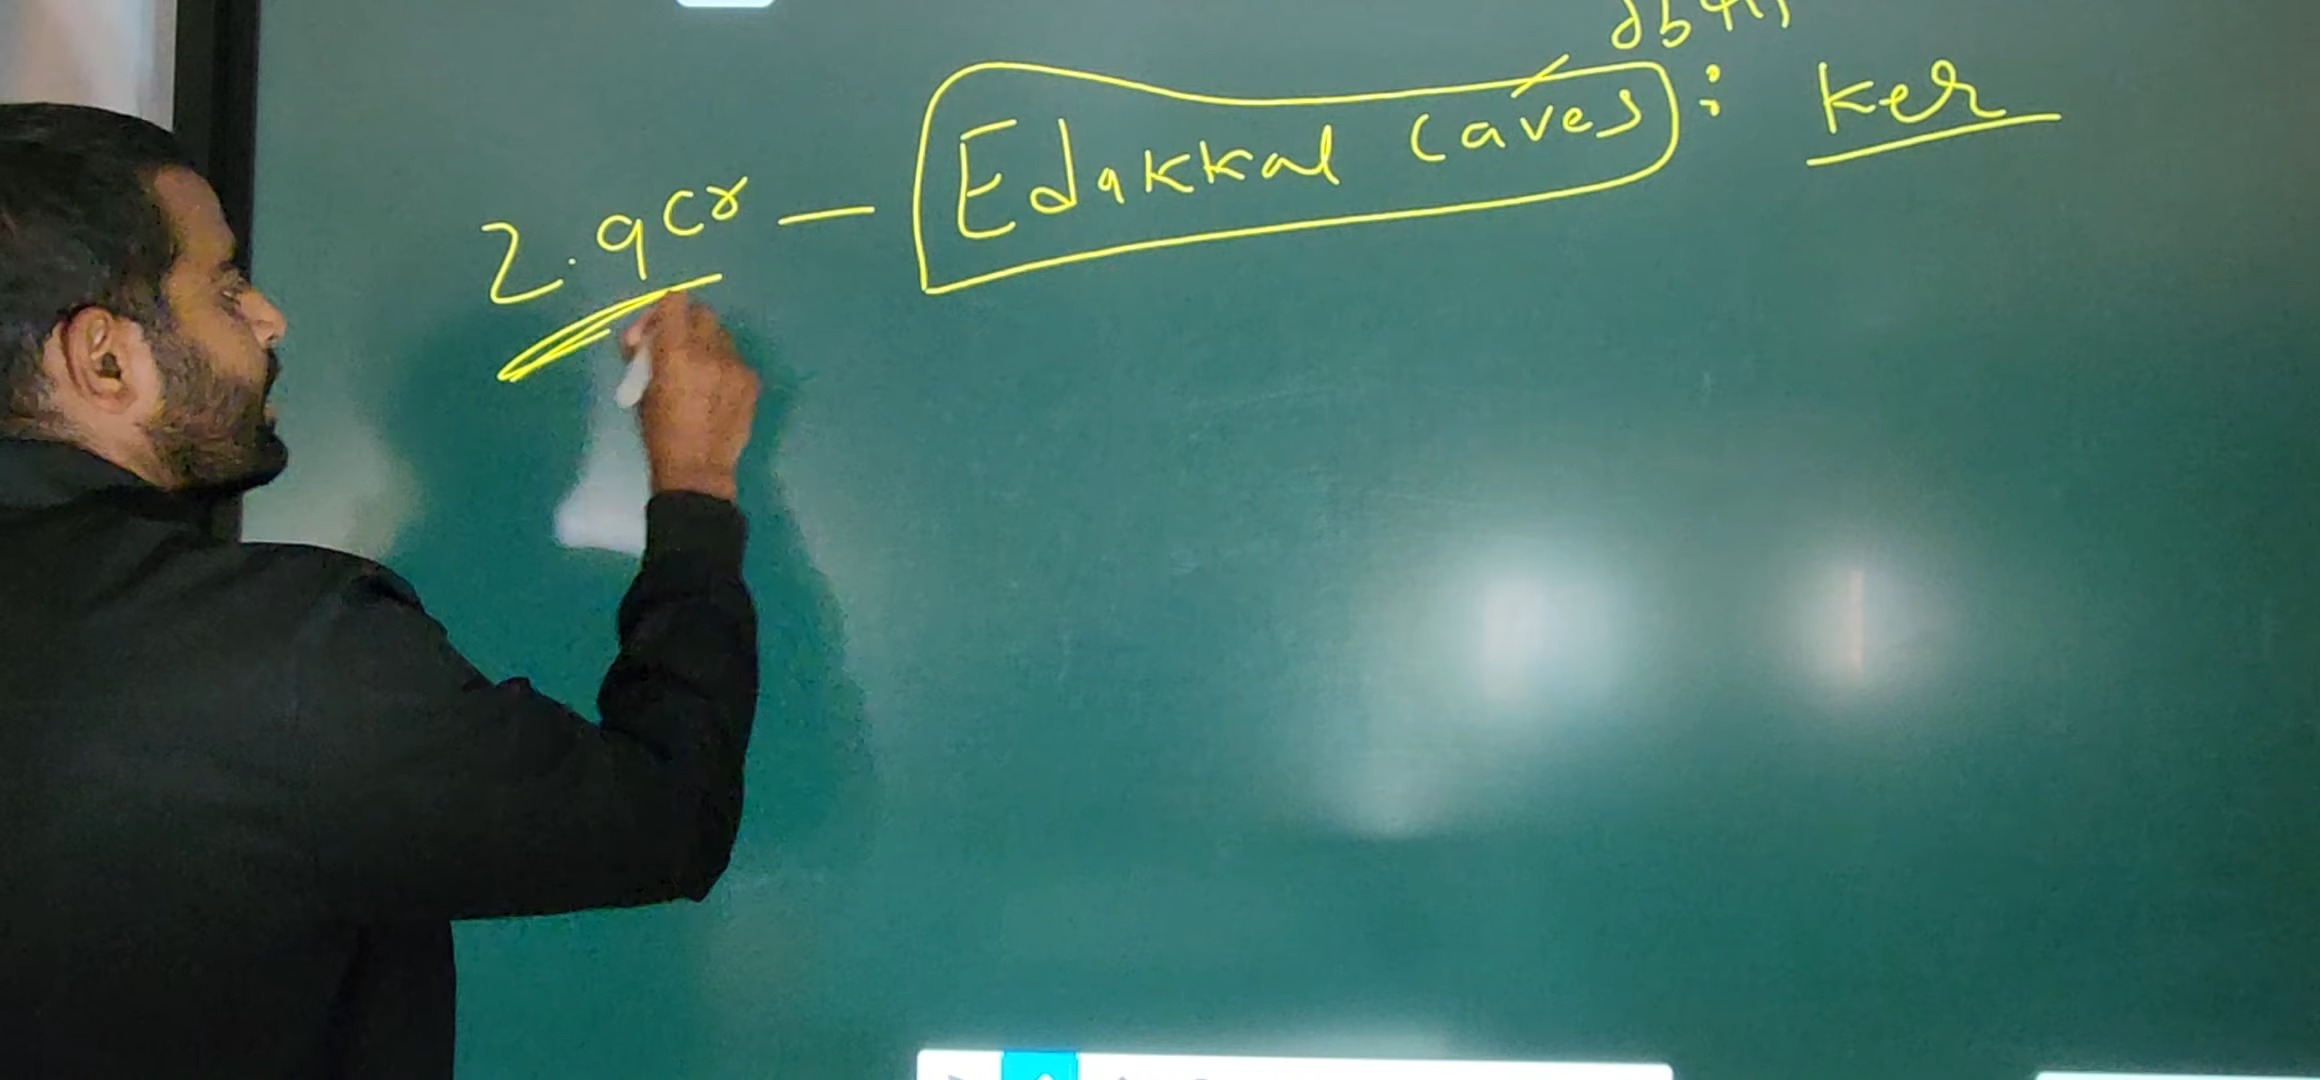 2.9Cr — Edakkal Caves : Ker